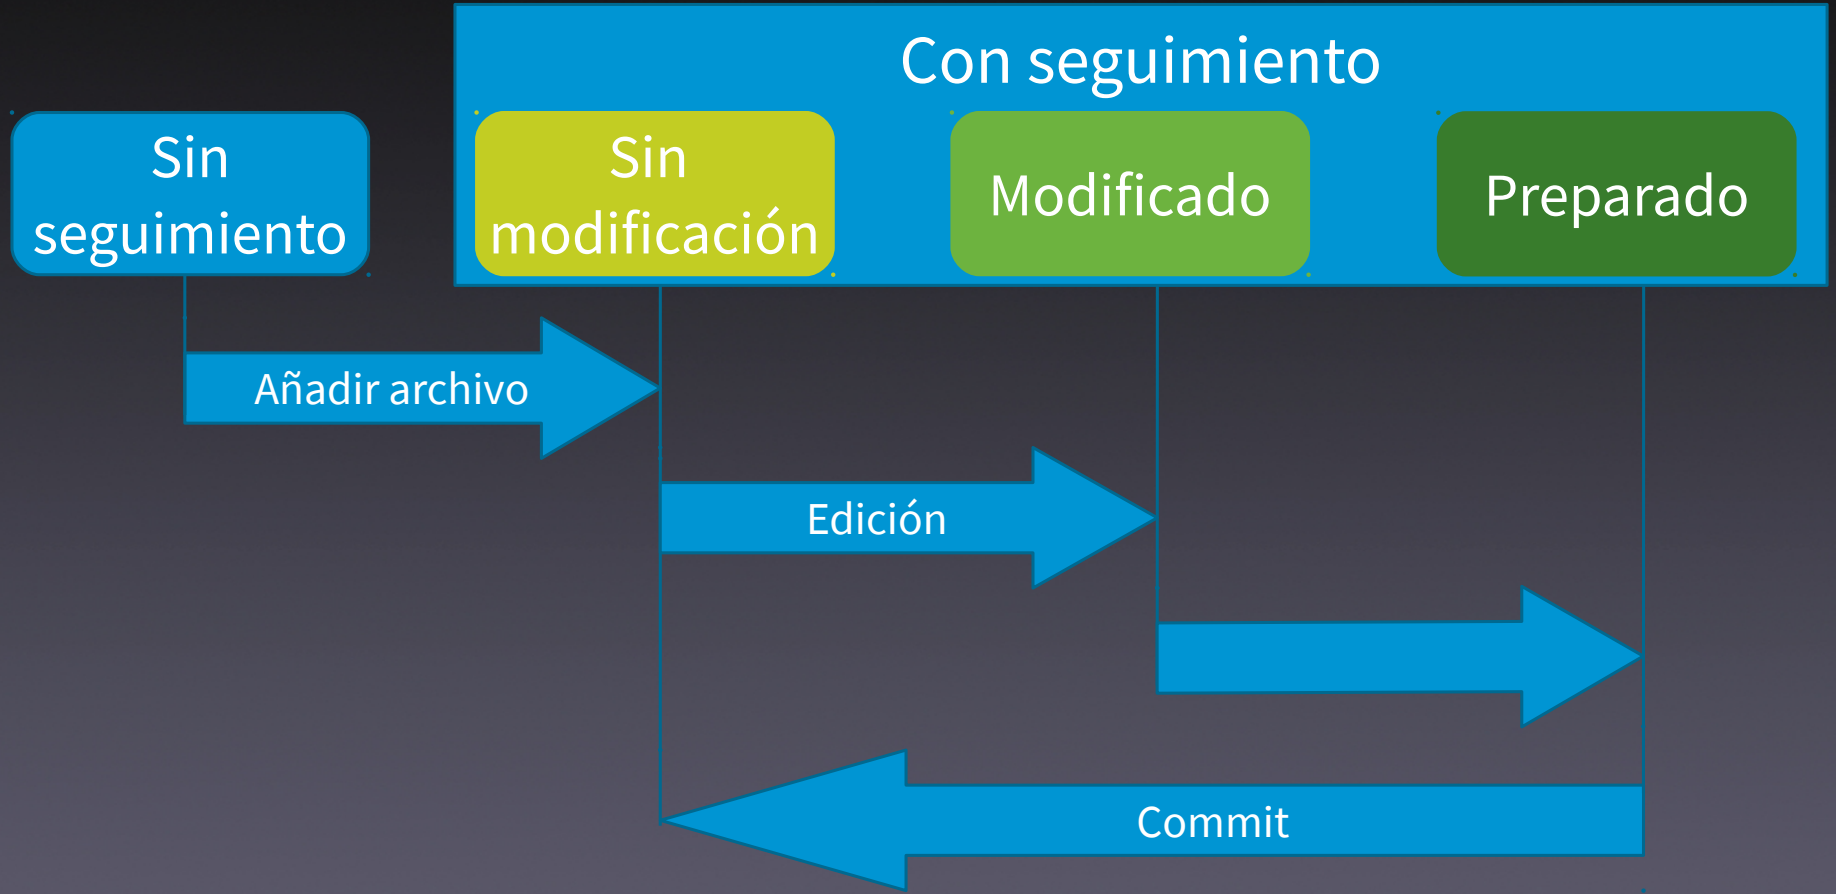 Con seguimiento
Sin
seguimiento
Sin
modificación
Modificado
Preparado
Añadir archivo
Edición
Commit